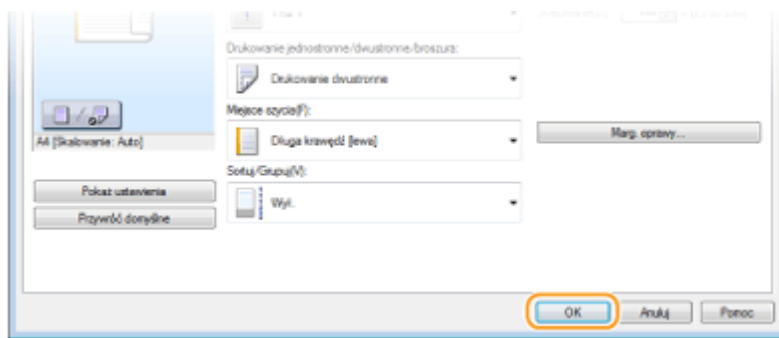 Drukowanie jednostronne/dwustronne/broszura:
Drukowanie dwustronne
Miejsce szycia(F):
Długa krawędź [lewa]
Marg. oprawy...
A4 [Skalowanie: Auto]
Sortuj/Grupuj(V):
Pokaż ustawienia
Wył.
Przywróć domyślne
OK
Anuluj
Pomoc